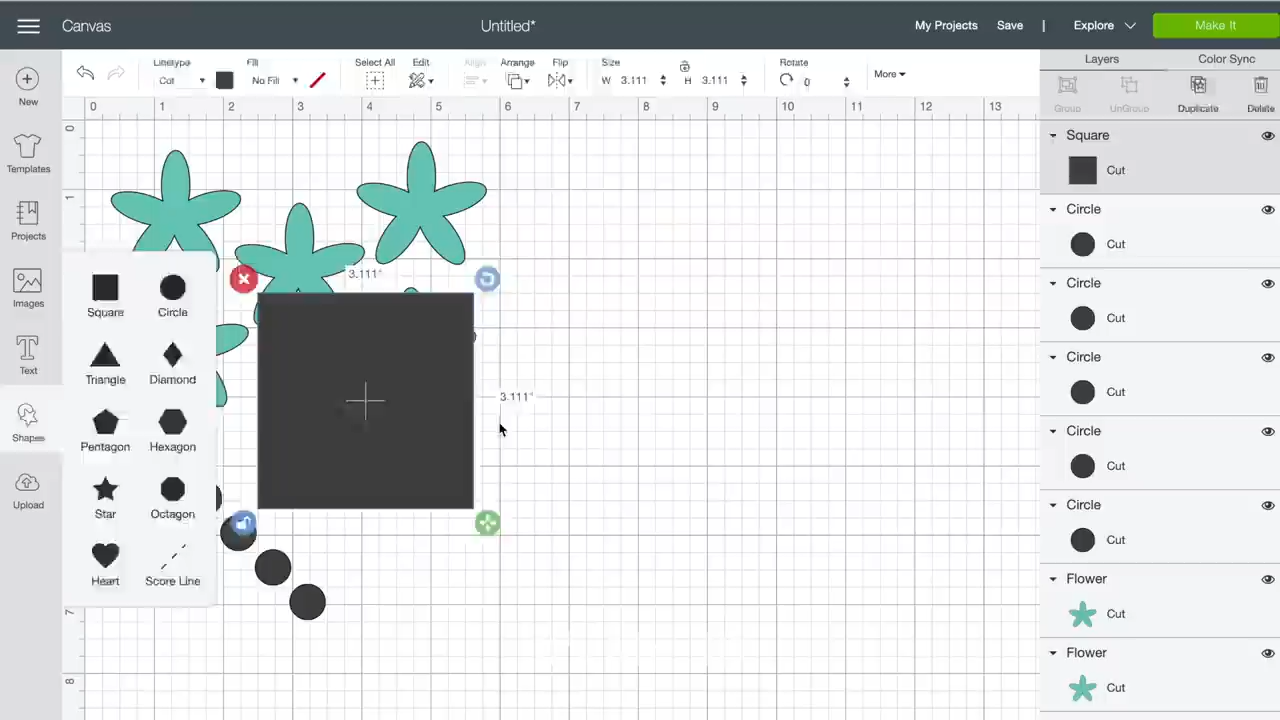 Canvas
Untitled*
My Projects
Save
|
Explore
Make It
New
Templates
Projects
Images
Text
Shapes
Upload
Linetype
Cut
Fill
No Fill
Select All
Edit
Align
Arrange
Flip
Size
W 3.111
H 3.111
Rotate
0
More
0 1 2 3 4 5 6 7 8 9 10 11 12 13
0
1
7
8
Square
Circle
Triangle
Diamond
Pentagon
Hexagon
Star
Octagon
Heart
Score Line
3.111"
3.111"
Layers
Color Sync
Group
UnGroup
Duplicate
Delete
Square
Cut
Circle
Cut
Circle
Cut
Circle
Cut
Circle
Cut
Circle
Cut
Flower
Cut
Flower
Cut